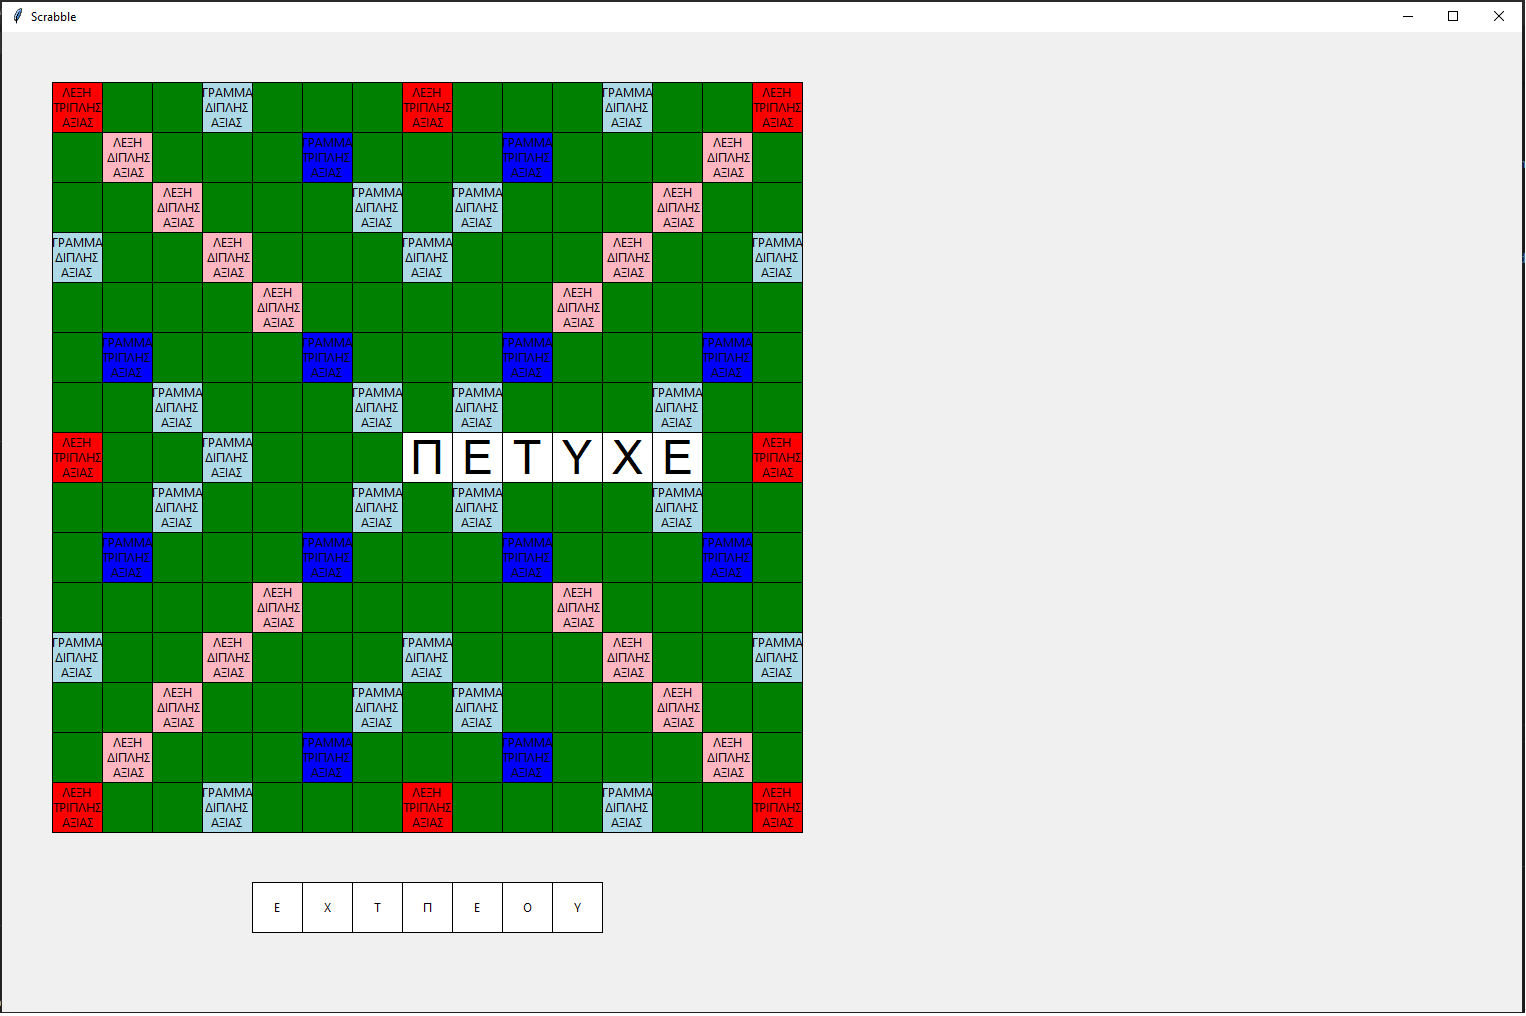 Scrabble
ΛΕΞΗ ΓΡΑΜΜΑ ΛΕΞΗ ΓΡΑΜΜΑ ΛΕΞΗ
ΤΡΙΠΛΗΣ ΔΙΠΛΗΣ ΤΡΙΠΛΗΣ ΔΙΠΛΗΣ ΤΡΙΠΛΗΣ
ΑΞΙΑΣ ΑΞΙΑΣ ΑΞΙΑΣ ΑΞΙΑΣ ΑΞΙΑΣ
ΛΕΞΗ ΓΡΑΜΜΑ ΓΡΑΜΜΑ ΛΕΞΗ
ΔΙΠΛΗΣ ΤΡΙΠΛΗΣ ΤΡΙΠΛΗΣ ΔΙΠΛΗΣ
ΑΞΙΑΣ ΑΞΙΑΣ ΑΞΙΑΣ ΑΞΙΑΣ
ΛΕΞΗ ΓΡΑΜΜΑ ΓΡΑΜΜΑ ΛΕΞΗ
ΔΙΠΛΗΣ ΔΙΠΛΗΣ ΔΙΠΛΗΣ ΔΙΠΛΗΣ
ΑΞΙΑΣ ΑΞΙΑΣ ΑΞΙΑΣ ΑΞΙΑΣ
ΓΡΑΜΜΑ ΛΕΞΗ ΓΡΑΜΜΑ ΛΕΞΗ ΓΡΑΜΜΑ
ΔΙΠΛΗΣ ΔΙΠΛΗΣ ΔΙΠΛΗΣ ΔΙΠΛΗΣ ΔΙΠΛΗΣ
ΑΞΙΑΣ ΑΞΙΑΣ ΑΞΙΑΣ ΑΞΙΑΣ ΑΞΙΑΣ
ΛΕΞΗ ΛΕΞΗ
ΔΙΠΛΗΣ ΔΙΠΛΗΣ
ΑΞΙΑΣ ΑΞΙΑΣ
ΓΡΑΜΜΑ ΓΡΑΜΜΑ ΓΡΑΜΜΑ ΓΡΑΜΜΑ
ΤΡΙΠΛΗΣ ΤΡΙΠΛΗΣ ΤΡΙΠΛΗΣ ΤΡΙΠΛΗΣ
ΑΞΙΑΣ ΑΞΙΑΣ ΑΞΙΑΣ ΑΞΙΑΣ
ΓΡΑΜΜΑ ΓΡΑΜΜΑ ΓΡΑΜΜΑ ΓΡΑΜΜΑ
ΔΙΠΛΗΣ ΔΙΠΛΗΣ ΔΙΠΛΗΣ ΔΙΠΛΗΣ
ΑΞΙΑΣ ΑΞΙΑΣ ΑΞΙΑΣ ΑΞΙΑΣ
ΛΕΞΗ ΓΡΑΜΜΑ ΛΕΞΗ
ΤΡΙΠΛΗΣ ΔΙΠΛΗΣ Π Ε Τ Υ Χ Ε ΤΡΙΠΛΗΣ
ΑΞΙΑΣ ΑΞΙΑΣ ΑΞΙΑΣ
ΓΡΑΜΜΑ ΓΡΑΜΜΑ ΓΡΑΜΜΑ ΓΡΑΜΜΑ
ΔΙΠΛΗΣ ΔΙΠΛΗΣ ΔΙΠΛΗΣ ΔΙΠΛΗΣ
ΑΞΙΑΣ ΑΞΙΑΣ ΑΞΙΑΣ ΑΞΙΑΣ
ΓΡΑΜΜΑ ΓΡΑΜΜΑ ΓΡΑΜΜΑ ΓΡΑΜΜΑ
ΤΡΙΠΛΗΣ ΤΡΙΠΛΗΣ ΤΡΙΠΛΗΣ ΤΡΙΠΛΗΣ
ΑΞΙΑΣ ΑΞΙΑΣ ΑΞΙΑΣ ΑΞΙΑΣ
ΛΕΞΗ ΛΕΞΗ
ΔΙΠΛΗΣ ΔΙΠΛΗΣ
ΑΞΙΑΣ ΑΞΙΑΣ
ΓΡΑΜΜΑ ΛΕΞΗ ΓΡΑΜΜΑ ΛΕΞΗ ΓΡΑΜΜΑ
ΔΙΠΛΗΣ ΔΙΠΛΗΣ ΔΙΠΛΗΣ ΔΙΠΛΗΣ ΔΙΠΛΗΣ
ΑΞΙΑΣ ΑΞΙΑΣ ΑΞΙΑΣ ΑΞΙΑΣ ΑΞΙΑΣ
ΛΕΞΗ ΓΡΑΜΜΑ ΓΡΑΜΜΑ ΛΕΞΗ
ΔΙΠΛΗΣ ΔΙΠΛΗΣ ΔΙΠΛΗΣ ΔΙΠΛΗΣ
ΑΞΙΑΣ ΑΞΙΑΣ ΑΞΙΑΣ ΑΞΙΑΣ
ΛΕΞΗ ΓΡΑΜΜΑ ΓΡΑΜΜΑ ΛΕΞΗ
ΔΙΠΛΗΣ ΤΡΙΠΛΗΣ ΤΡΙΠΛΗΣ ΔΙΠΛΗΣ
ΑΞΙΑΣ ΑΞΙΑΣ ΑΞΙΑΣ ΑΞΙΑΣ
ΛΕΞΗ ΓΡΑΜΜΑ ΛΕΞΗ ΓΡΑΜΜΑ ΛΕΞΗ
ΤΡΙΠΛΗΣ ΔΙΠΛΗΣ ΤΡΙΠΛΗΣ ΔΙΠΛΗΣ ΤΡΙΠΛΗΣ
ΑΞΙΑΣ ΑΞΙΑΣ ΑΞΙΑΣ ΑΞΙΑΣ ΑΞΙΑΣ
Ε Χ Τ Π Ε Ο Υ